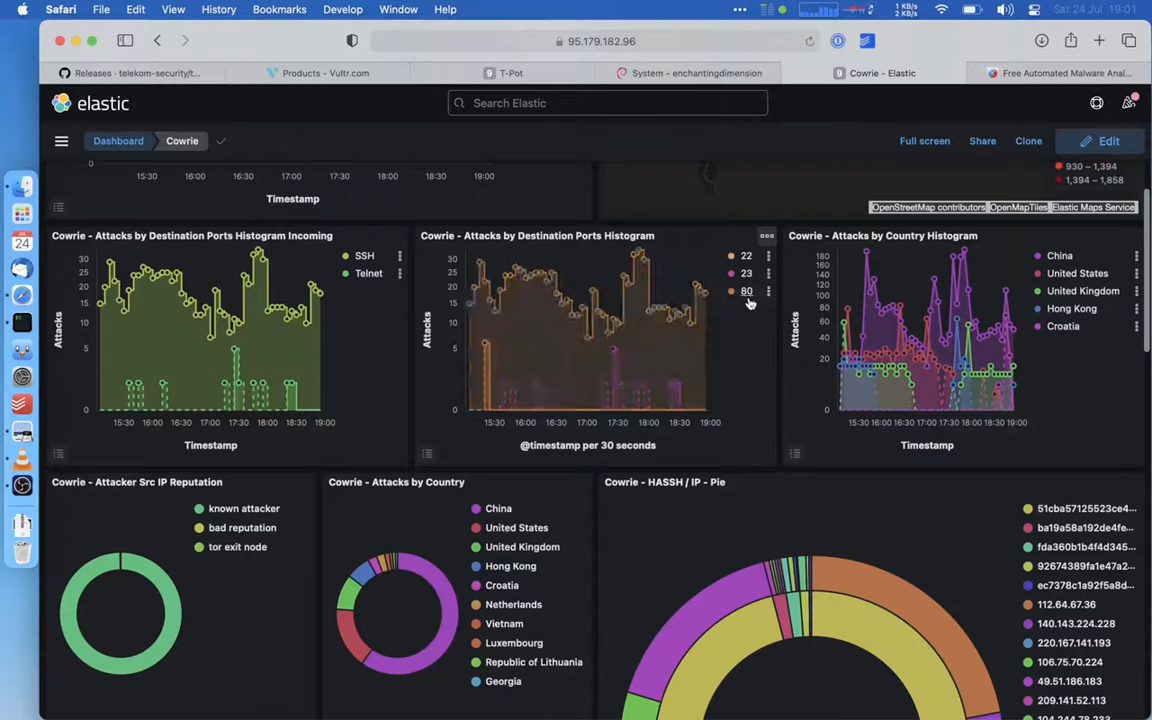 Safari File Edit View History Bookmarks Develop Window Help
1 KB/s
2 KB/s
Sat 24 Jul 19:01
95.179.182.96
Releases · telekom-security/t...
Products - Vultr.com
9 T-Pot
System - enchantingdimension
9 Cowrie - Elastic
Free Automated Malware Anal...
24
elastic
Search Elastic
Dashboard
Cowrie
Full screen
Share
Clone
Edit
0
15:30 16:00 16:30 17:00 17:30 18:00 18:30 19:00
Timestamp
930 – 1,394
1,394 – 1,858
OpenStreetMap contributors OpenMapTiles Elastic Maps Service
Cowrie - Attacks by Destination Ports Histogram Incoming
SSH
Telnet
30
25
20
15
10
5
0
Attacks
15:30 16:00 16:30 17:00 17:30 18:00 18:30 19:00
Timestamp
Cowrie - Attacks by Destination Ports Histogram
22
23
80
30
25
20
15
10
5
0
Attacks
15:30 16:00 16:30 17:00 17:30 18:00 18:30 19:00
@timestamp per 30 seconds
Cowrie - Attacks by Country Histogram
China
United States
United Kingdom
Hong Kong
Croatia
180
160
140
120
100
80
60
40
20
0
Attacks
15:30 16:00 16:30 17:00 17:30 18:00 18:30 19:00
Timestamp
Cowrie - Attacker Src IP Reputation
known attacker
bad reputation
tor exit node
Cowrie - Attacks by Country
China
United States
United Kingdom
Hong Kong
Croatia
Netherlands
Vietnam
Luxembourg
Republic of Lithuania
Georgia
Cowrie - HASSH / IP - Pie
51cba57125523ce4...
ba19a58a192de4fe...
fda360b1b4f4d345...
92674389fa1e47a2...
ec7378c1a92f5a8d...
112.64.67.36
140.143.224.228
220.167.141.193
106.75.70.224
49.51.186.183
209.141.52.113
104.244.78.233